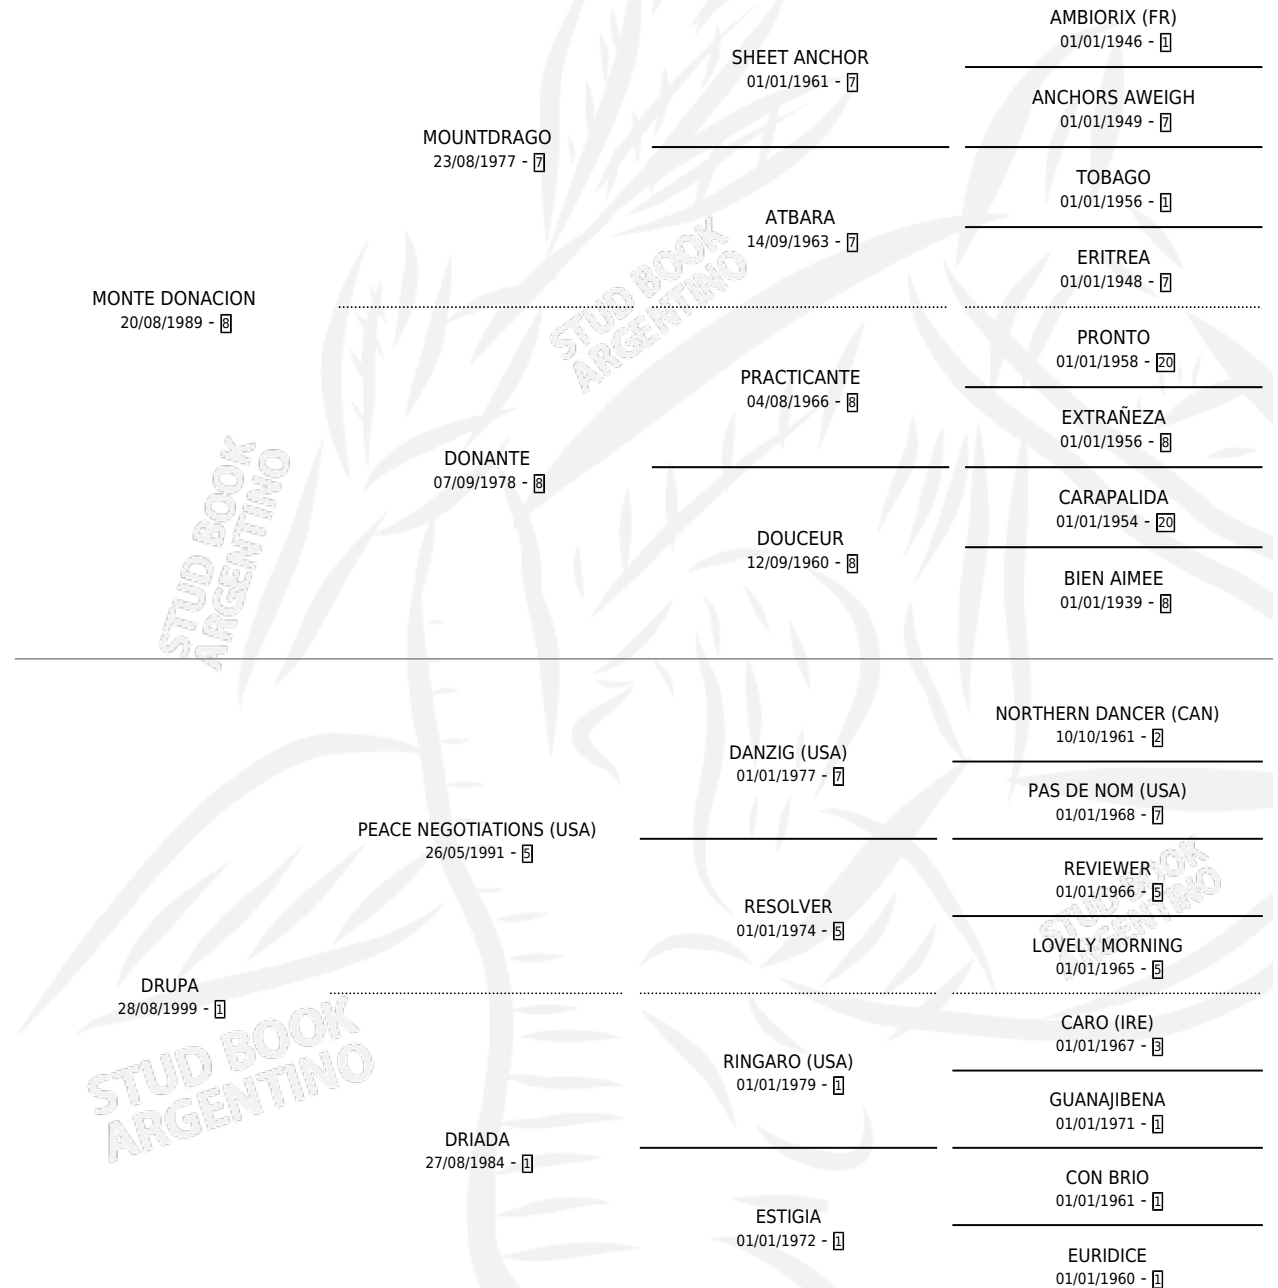 AMBIORIX (FR)
01/01/1946 - 1
SHEET ANCHOR
01/01/1961 - 7
ANCHORS AWEIGH
01/01/1949 - 7
MOUNTDRAGO
23/08/1977 - 7
TOBAGO
01/01/1956 - 1
ATBARA
14/09/1963 - 7
ERITREA
01/01/1948 - 7
MONTE DONACION
20/08/1989 - 8
STUD BOOK
ARGENTINO
PRONTO
01/01/1958 - 20
PRACTICANTE
04/08/1966 - 8
EXTRAÑEZA
01/01/1956 - 8
DONANTE
07/09/1978 - 8
CARAPALIDA
01/01/1954 - 20
DOUCEUR
12/09/1960 - 8
BIEN AIMEE
01/01/1939 - 8
STUD BOOK
ARGENTINO
NORTHERN DANCER (CAN)
10/10/1961 - 2
DANZIG (USA)
01/01/1977 - 7
PAS DE NOM (USA)
01/01/1968 - 7
PEACE NEGOTIATIONS (USA)
26/05/1991 - 5
REVIEWER
01/01/1966 - 5
RESOLVER
01/01/1974 - 5
STUD BOOK
ARGENTINO
LOVELY MORNING
01/01/1965 - 5
DRUPA
28/08/1999 - 1
CARO (IRE)
01/01/1967 - 3
RINGARO (USA)
01/01/1979 - 1
GUANAJIBENA
01/01/1971 - 1
STUD BOOK
ARGENTINO
DRIADA
27/08/1984 - 1
CON BRIO
01/01/1961 - 1
ESTIGIA
01/01/1972 - 1
EURIDICE
01/01/1960 - 1